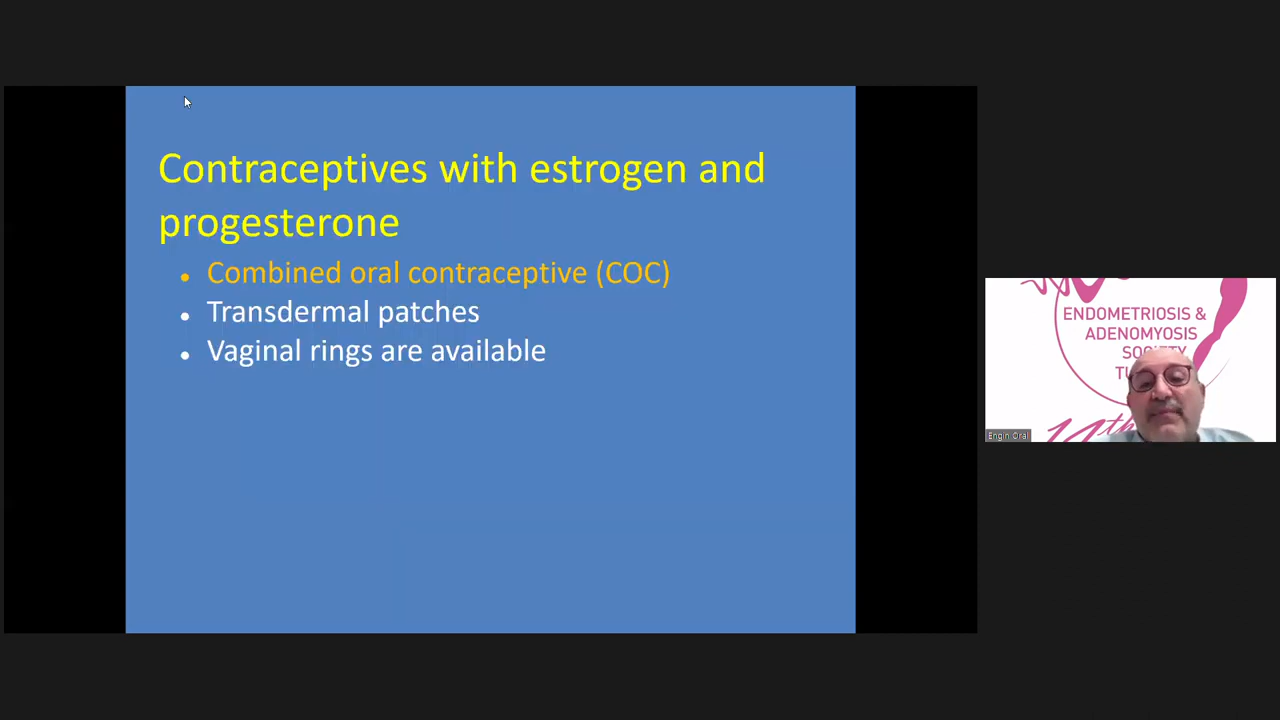 Contraceptives with estrogen and
progesterone
Combined oral contraceptive (COC)
Transdermal patches
Vaginal rings are available
ENDOMETRIOSIS &
ADENOMYOSIS
Engin Oral